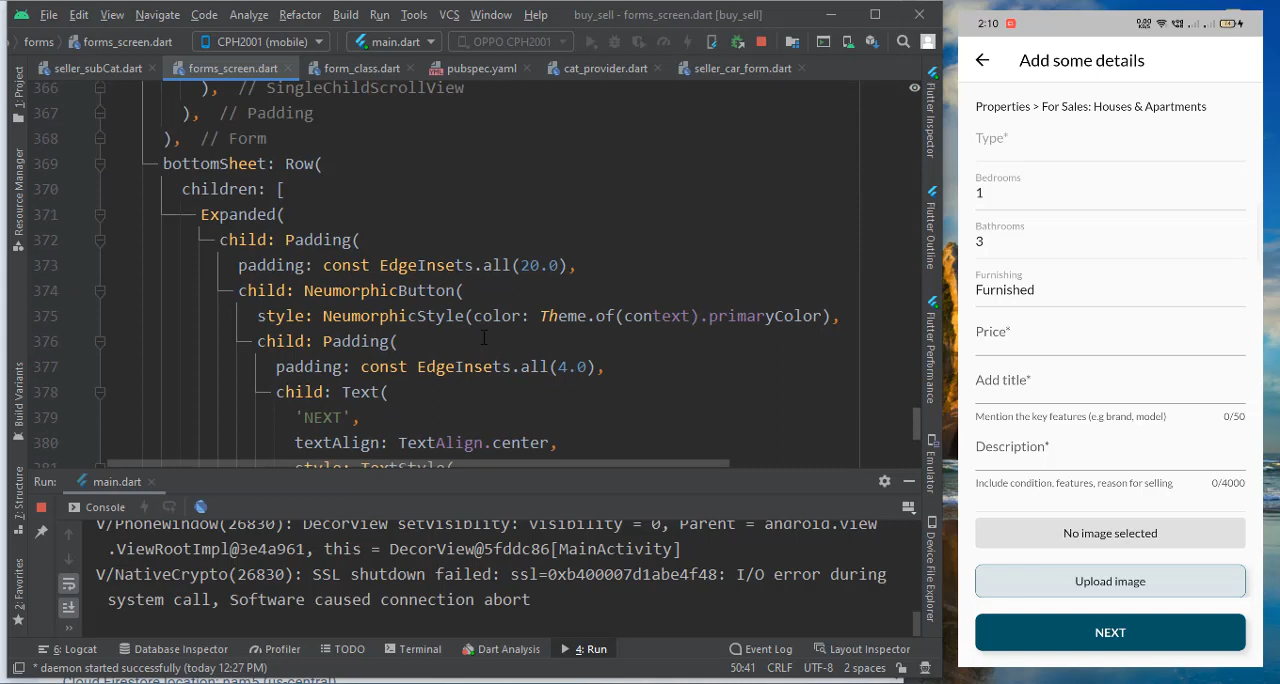 File Edit View Navigate Code Analyze Refactor Build Run Tools VCS Window Help buy_sell - forms_screen.dart [buy_sell]
forms forms_screen.dart CPH2001 (mobile) main.dart OPPO CPH2001
seller_subCat.dart forms_screen.dart form_class.dart pubspec.yaml cat_provider.dart seller_car_form.dart
366 ), // SingleChildScrollView
367 ), // Padding
368 ), // Form
369 bottomSheet: Row(
370 children: [
371 Expanded(
372 child: Padding(
373 padding: const EdgeInsets.all(20.0),
374 child: NeumorphicButton(
375 style: NeumorphicStyle(color: Theme.of(context).primaryColor),
376 child: Padding(
377 padding: const EdgeInsets.all(4.0),
378 child: Text(
379 'NEXT',
380 textAlign: TextAlign.center,
381 style: TextStyle(
1: Project
Resource Manager
Build Variants
7: Structure
2: Favorites
Flutter Inspector
Flutter Outline
Flutter Performance
Emulator
Device File Explorer
Run: main.dart
Console
V/PhoneWindow(26830): DecorView setVisiblity: visibility = 0, Parent = android.view
.ViewRootImpl@3e4a961, this = DecorView@5fddc86[MainActivity]
V/NativeCrypto(26830): SSL shutdown failed: ssl=0xb400007d1abe4f48: I/O error during
system call, Software caused connection abort
6: Logcat Database Inspector Profiler TODO Terminal Dart Analysis 4: Run Event Log Layout Inspector
* daemon started successfully (today 12:27 PM) 50:41 CRLF UTF-8 2 spaces
Cloud Firestore location: nam5 (us-central)
2:10
Add some details
Properties > For Sales: Houses & Apartments
Type*
Bedrooms
1
Bathrooms
3
Furnishing
Furnished
Price*
Add title*
Mention the key features (e.g brand, model) 0/50
Description*
Include condition, features, reason for selling 0/4000
No image selected
Upload image
NEXT